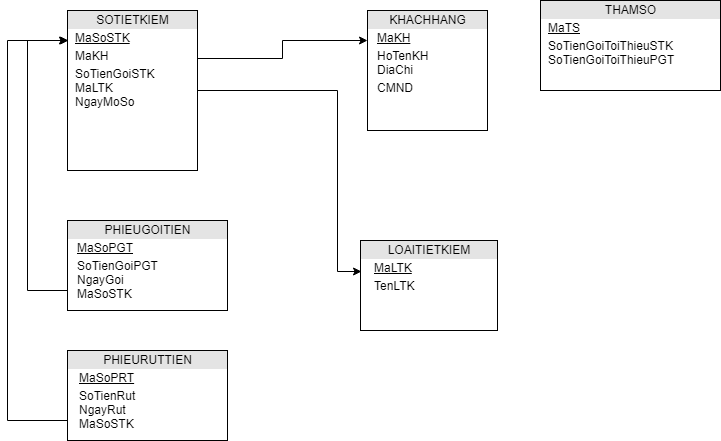 SOTIETKIEM
MaSoSTK
MaKH
SoTienGoiSTK
MaLTK
NgayMoSo
KHACHHANG
MaKH
HoTenKH
DiaChi
CMND
THAMSO
MaTS
SoTienGoiToiThieuSTK
SoTienGoiToiThieuPGT
PHIEUGOITIEN
MaSoPGT
SoTienGoiPGT
NgayGoi
MaSoSTK
LOAITIETKIEM
MaLTK
TenLTK
PHIEURUTTIEN
MaSoPRT
SoTienRut
NgayRut
MaSoSTK